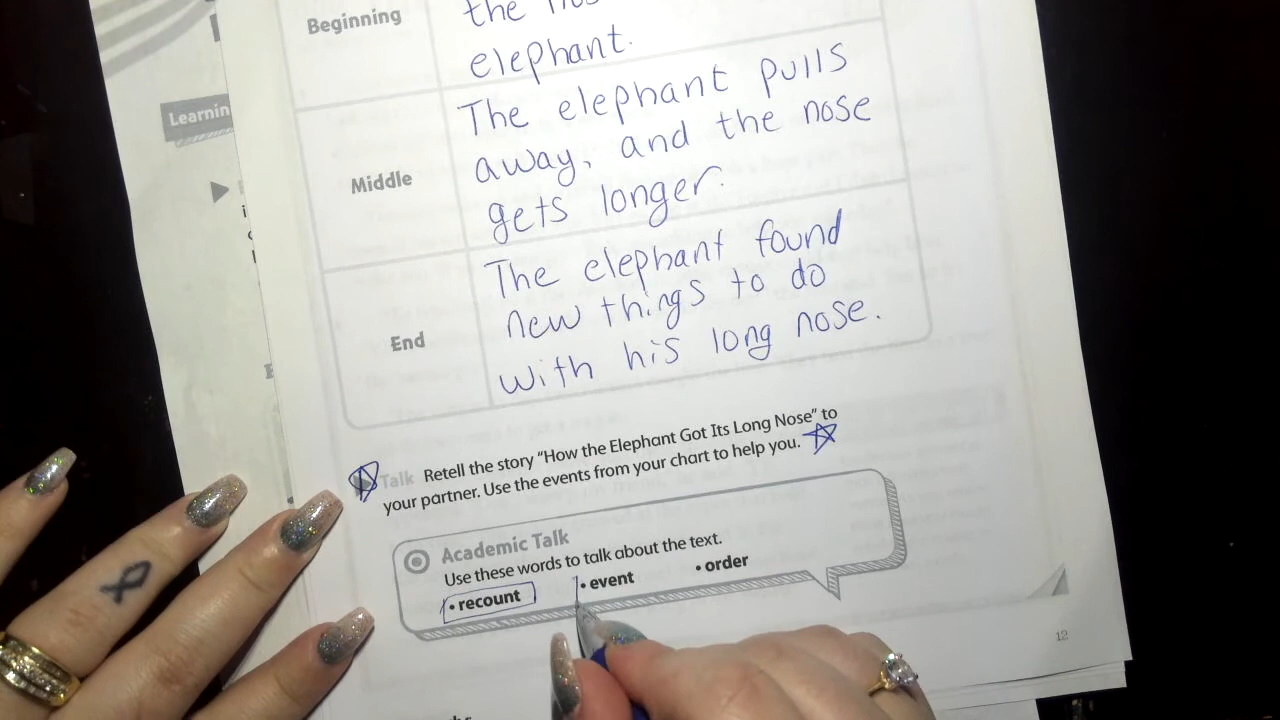 Beginning
the
elephant.
Learnin
Middle
The elephant pulls
away, and the nose
gets longer.
End
The elephant found
new things to do
with his long nose.
Talk Retell the story “How the Elephant Got Its Long Nose” to
your partner. Use the events from your chart to help you.
Academic Talk
Use these words to talk about the text.
• recount • event • order
12